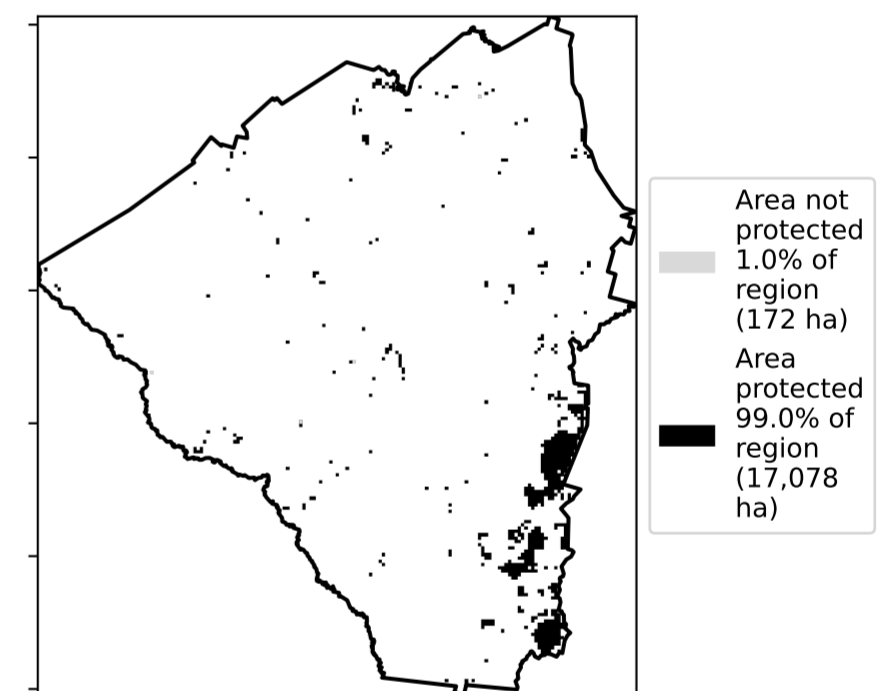 Area not
protected
1.0% of
region
(172 ha)
Area
protected
99.0% of
region
(17,078
ha)